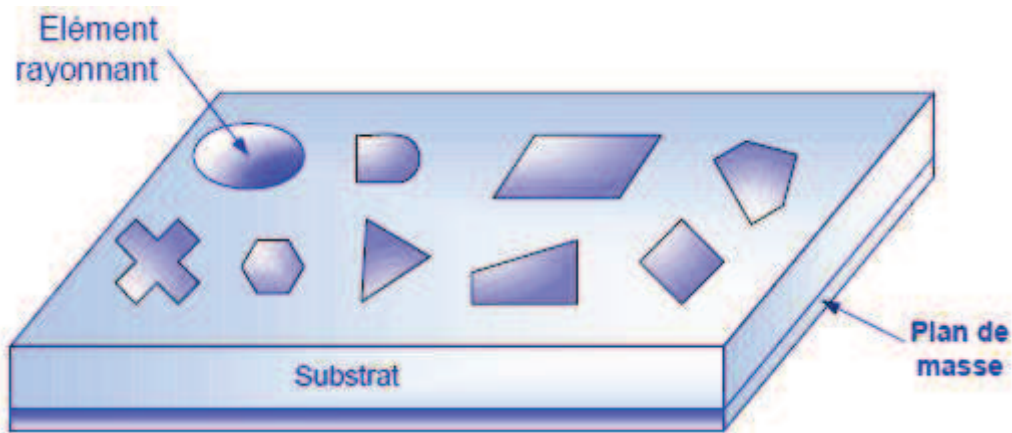 Elément
rayonnant
Substrat
Plan de
masse